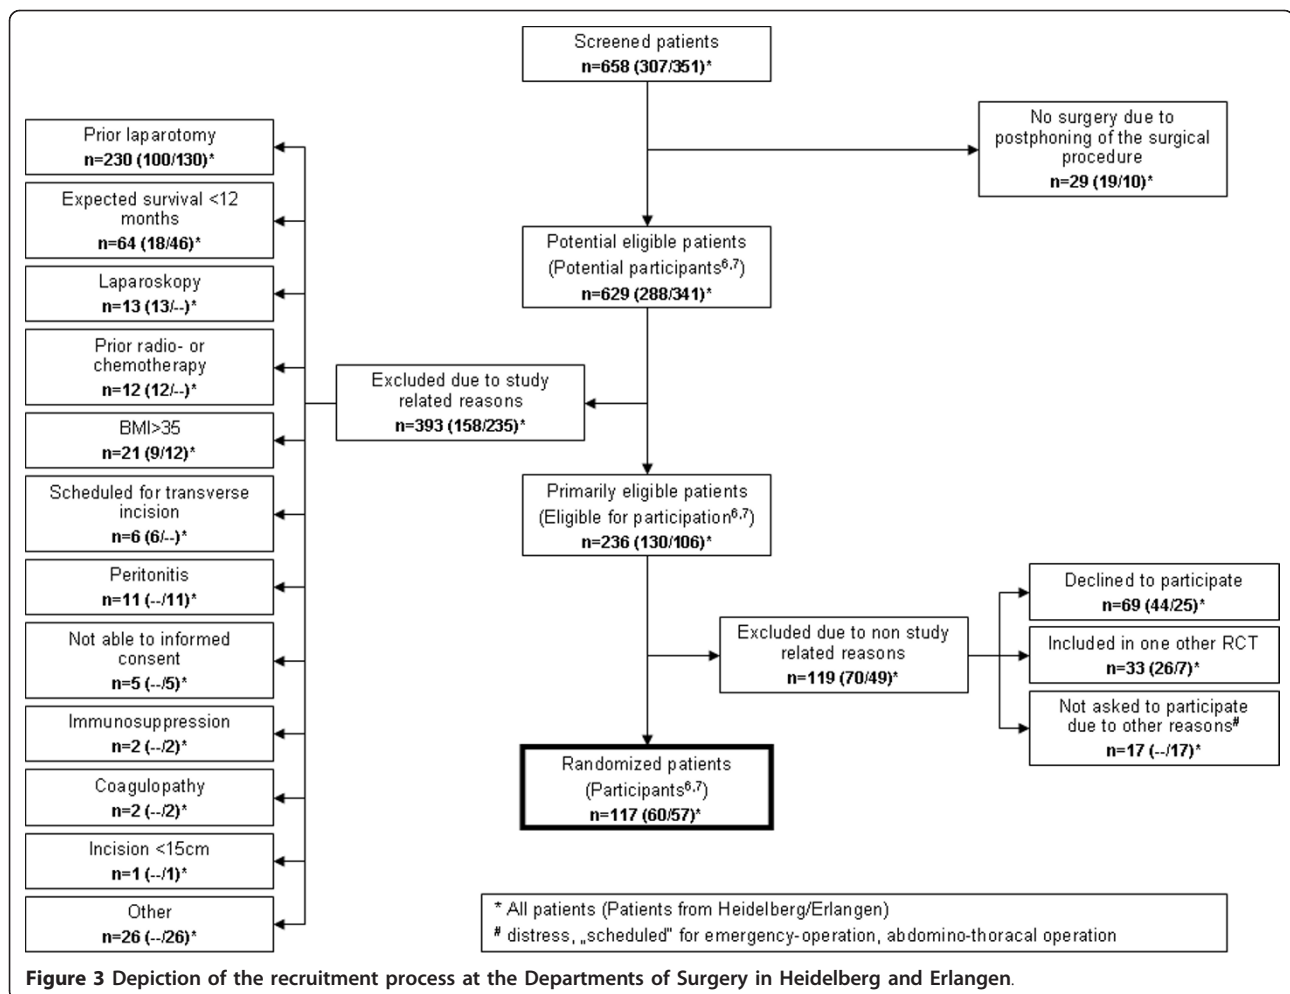 Screened patients
n=658 (307/351)*
No surgery due to
postphoning of the surgical
procedure
n=29 (19/10)*
Potential eligible patients
(Potential participants6,7)
n=629 (288/341)*
Excluded due to study
related reasons
n=393 (158/235)*
Prior laparotomy
n=230 (100/130)*
Expected survival <12
months
n=64 (18/46)*
Laparoskopy
n=13 (13/--)*
Prior radio- or
chemotherapy
n=12 (12/--)*
BMI>35
n=21 (9/12)*
Scheduled for transverse
incision
n=6 (6/--)*
Peritonitis
n=11 (--/11)*
Not able to informed
consent
n=5 (--/5)*
Immunosuppression
n=2 (--/2)*
Coagulopathy
n=2 (--/2)*
Incision <15cm
n=1 (--/1)*
Other
n=26 (--/26)*
Primarily eligible patients
(Eligible for participation6,7)
n=236 (130/106)*
Excluded due to non study
related reasons
n=119 (70/49)*
Declined to participate
n=69 (44/25)*
Included in one other RCT
n=33 (26/7)*
Not asked to participate
due to other reasons#
n=17 (--/17)*
Randomized patients
(Participants6,7)
n=117 (60/57)*
* All patients (Patients from Heidelberg/Erlangen)
# distress, „scheduled" for emergency-operation, abdomino-thoracal operation
Figure 3 Depiction of the recruitment process at the Departments of Surgery in Heidelberg and Erlangen.